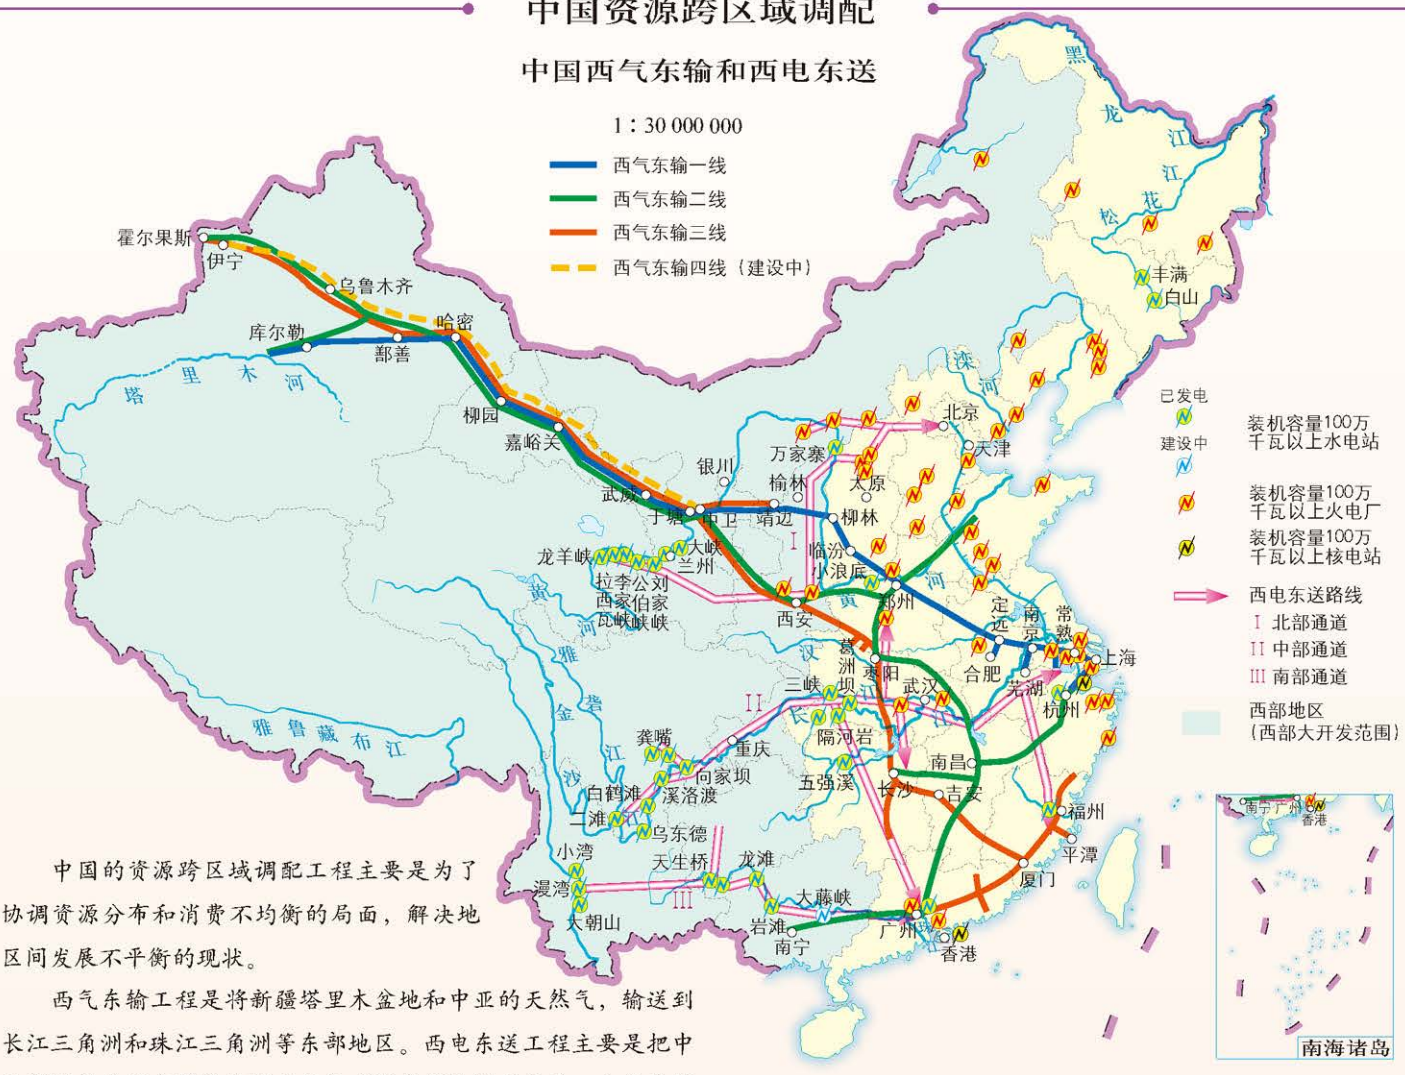 中国资源跨区域调配
中国西气东输和西电东送
1：30 000 000
西气东输一线
西气东输二线
西气东输三线
西气东输四线（建设中）
黑
龙
江
松
花
江
丰满
白山
霍尔果斯
伊宁
乌鲁木齐
库尔勒
鄯善
哈密
塔
里
木
河
柳园
嘉峪关
武威
干塘
中卫
银川
榆林
靖边
万家寨
太原
柳林
临汾
小浪底
滦
河
北京
天津
Ⅰ
龙羊峡
大峡
兰州
拉西瓦
李家峡
公伯峡
刘家峡
黄
河
西安
黄
河
郑州
定远
南京
常熟
上海
合肥
芜湖
杭州
汉
江
葛洲坝
枣阳
三峡
武汉
长
江
隔河岩
五强溪
南昌
长沙
吉安
Ⅱ
雅
砻
江
金
沙
江
雅
鲁
藏
布
江
龚嘴
重庆
向家坝
溪洛渡
白鹤滩
二滩
乌东德
小湾
漫湾
大朝山
天生桥
Ⅲ
龙滩
岩滩
大藤峡
南宁
广州
香港
福州
平潭
厦门
已发电
建设中
装机容量100万
千瓦以上水电站
装机容量100万
千瓦以上火电厂
装机容量100万
千瓦以上核电站
西电东送路线
Ⅰ 北部通道
Ⅱ 中部通道
Ⅲ 南部通道
西部地区
(西部大开发范围)
南宁
广州
香港
南海诸岛
中国的资源跨区域调配工程主要是为了
协调资源分布和消费不均衡的局面，解决地
区间发展不平衡的现状。
西气东输工程是将新疆塔里木盆地和中亚的天然气，输送到
长江三角洲和珠江三角洲等东部地区。西电东送工程主要是把中